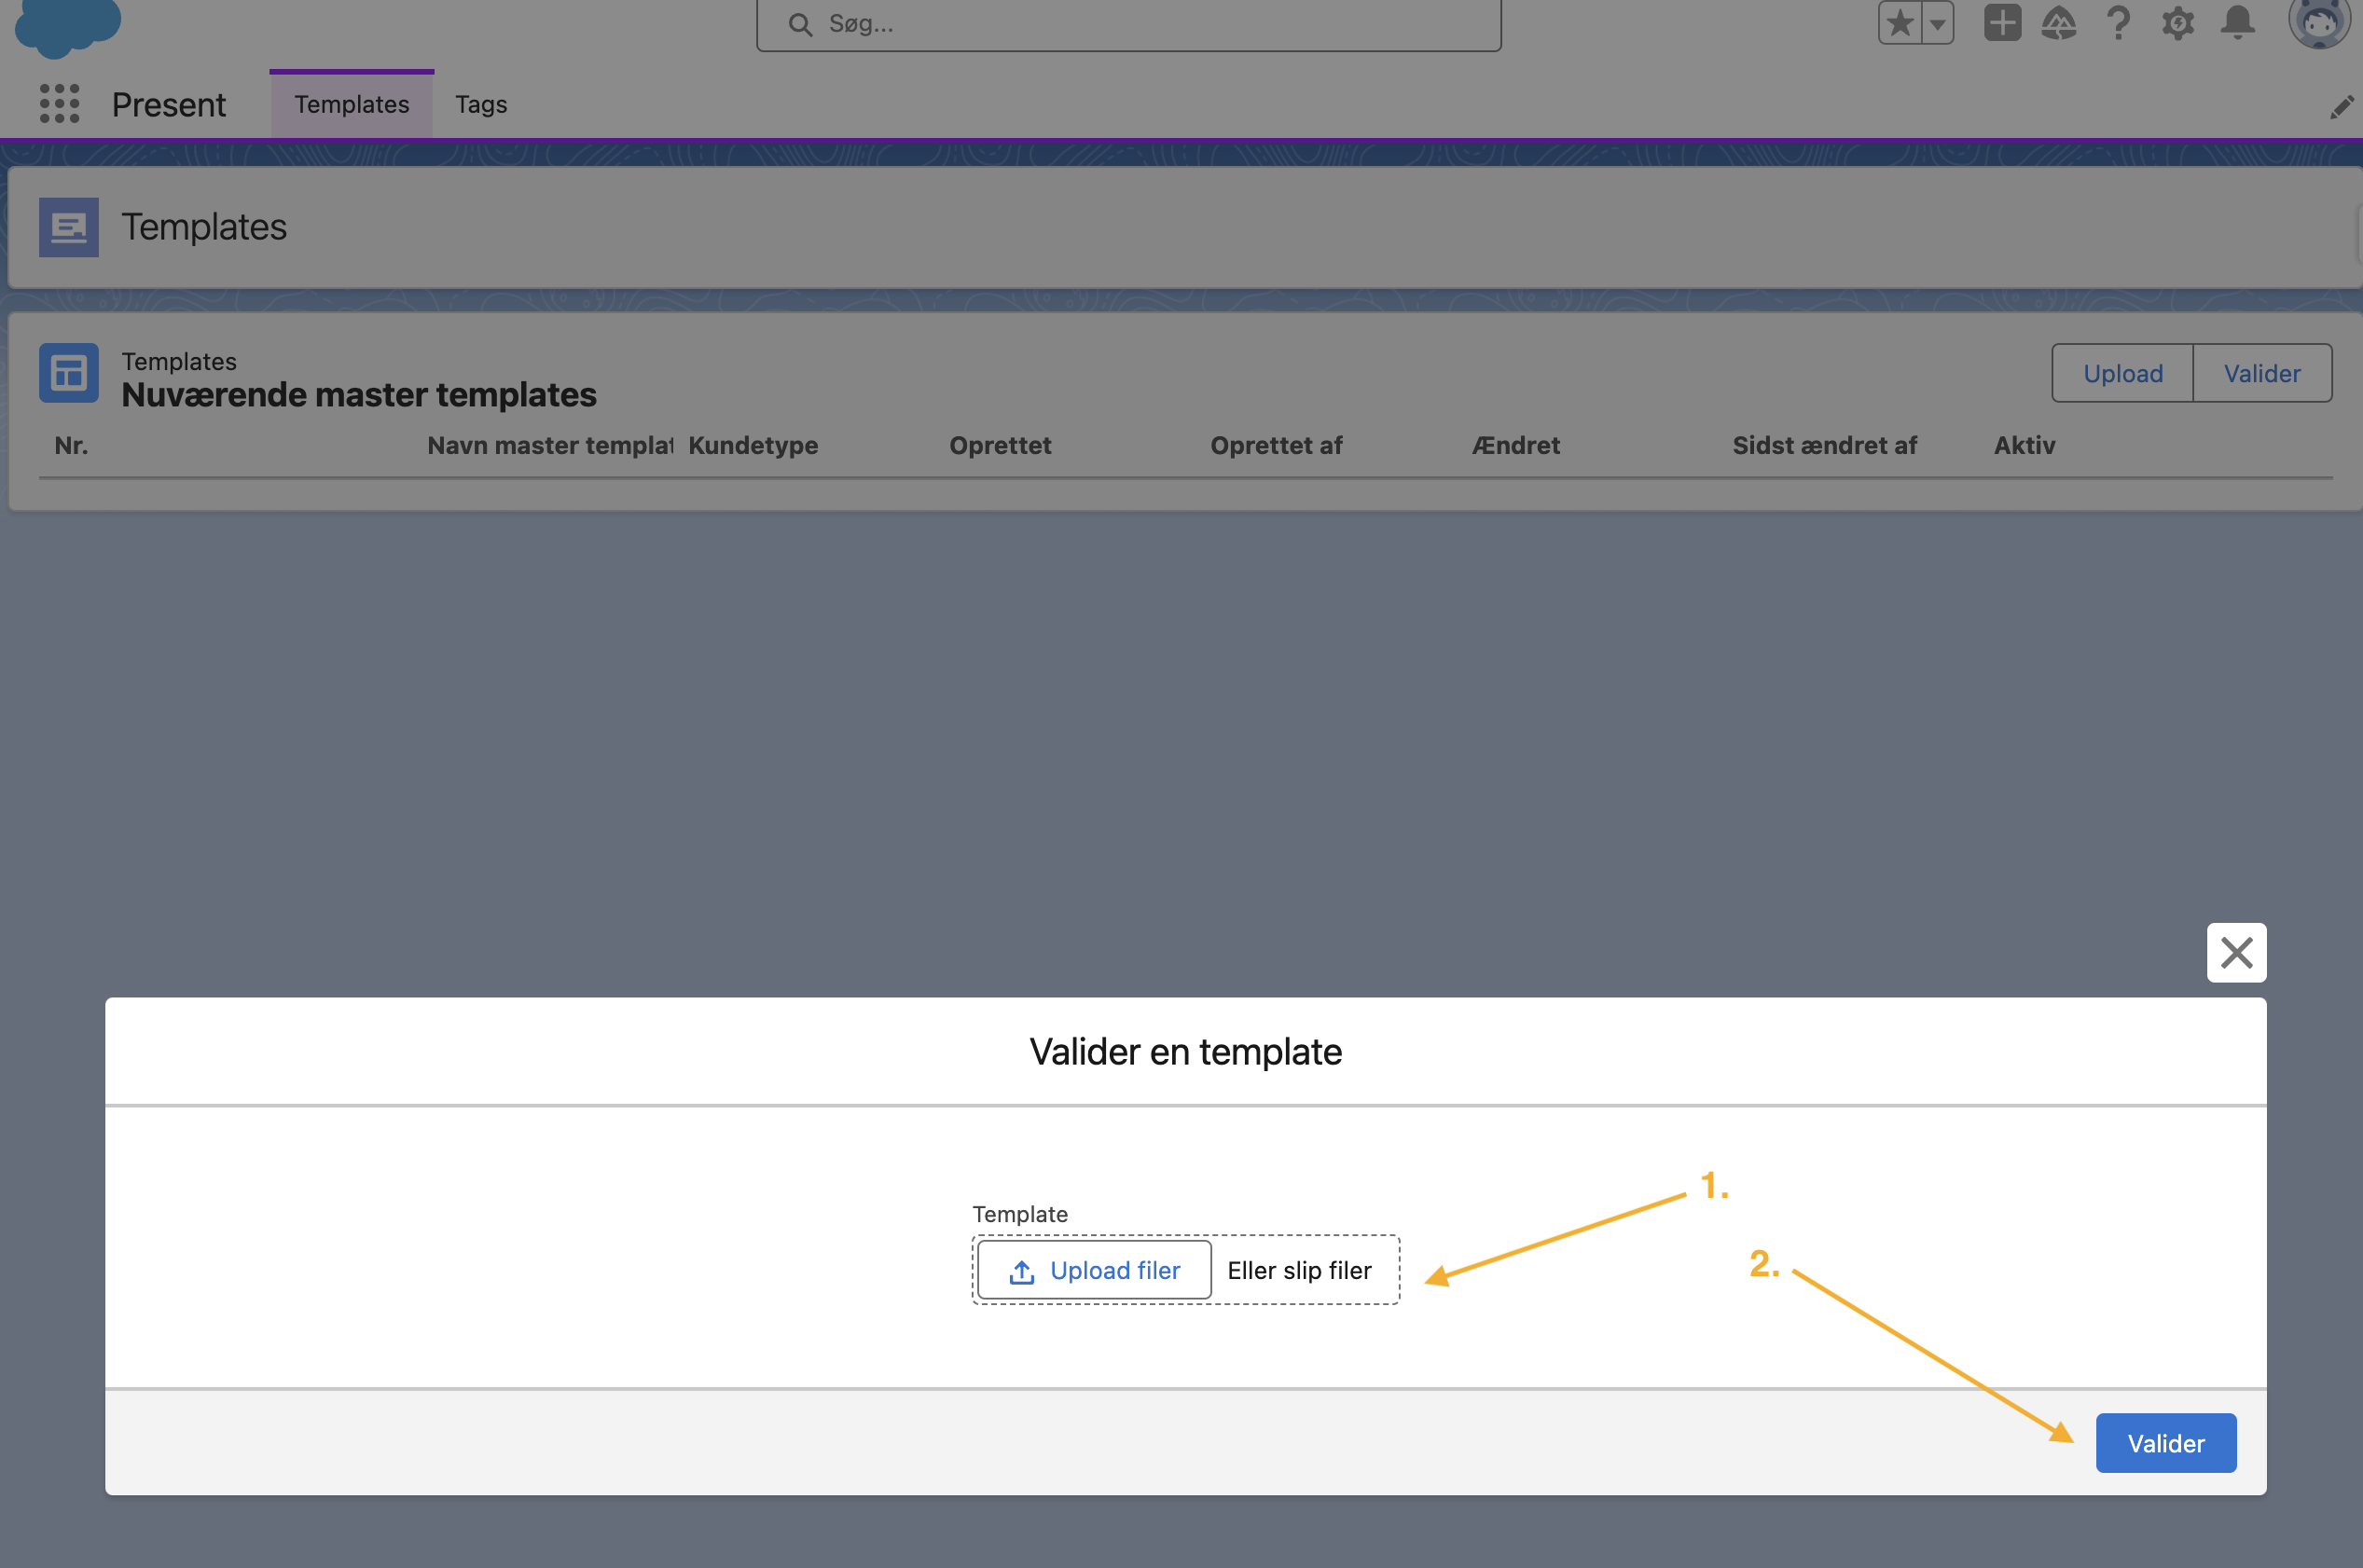 Søg...
Present Templates Tags
Templates
Templates
Nuværende master templates
Upload Valider
Nr. Navn master templat Kundetype Oprettet Oprettet af Ændret Sidst ændret af Aktiv
Valider en template
1.
Template
Upload filer Eller slip filer
2.
Valider